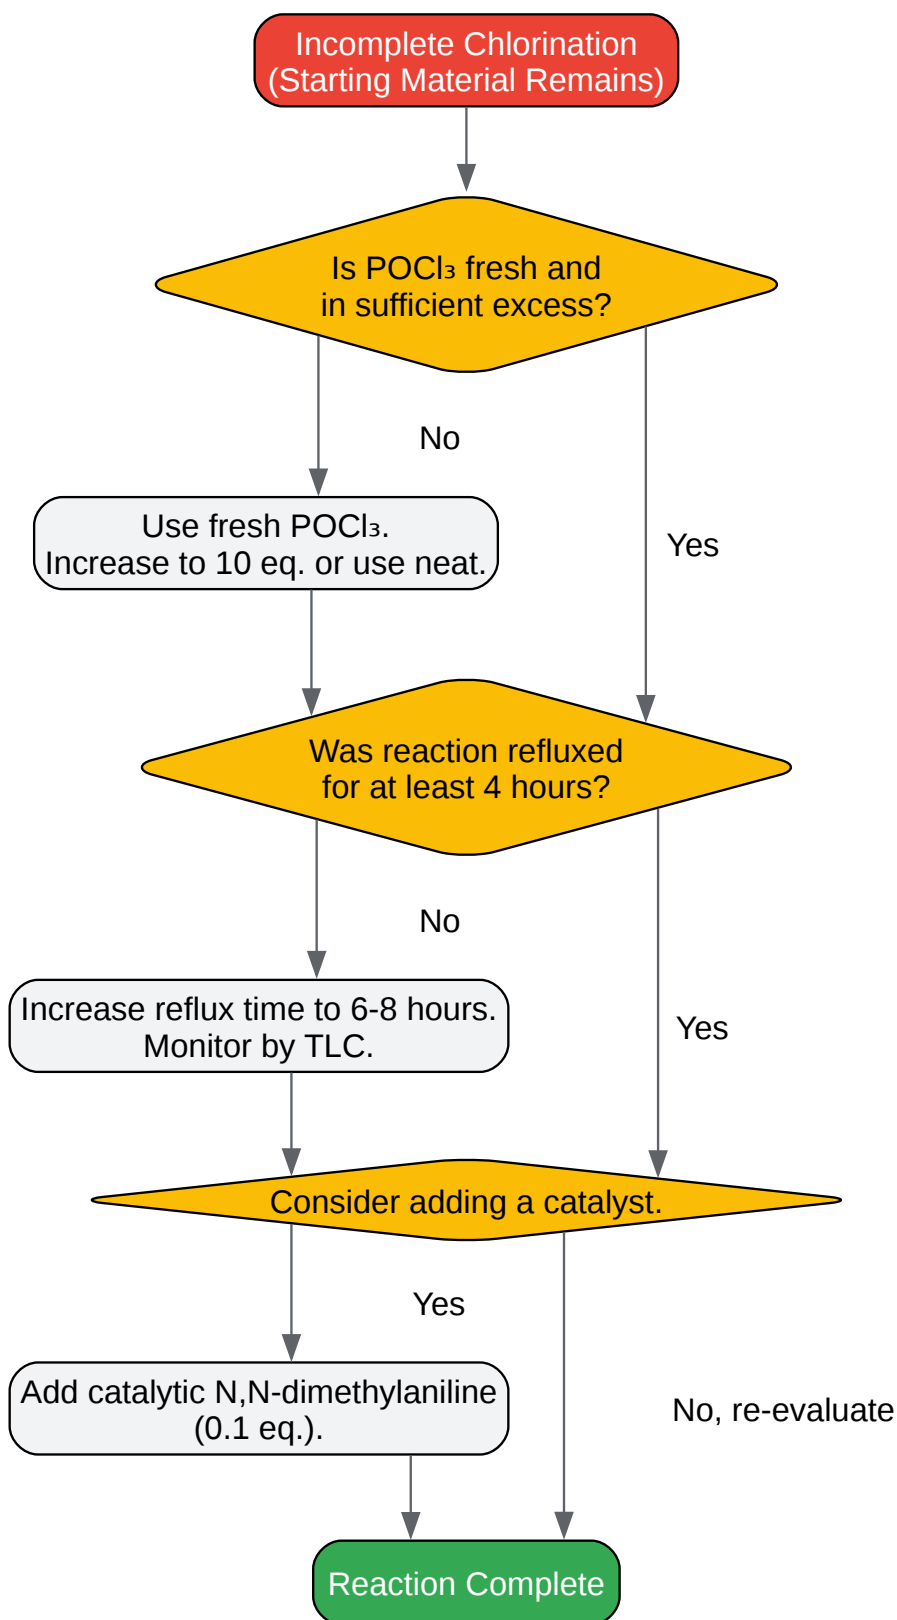 Incomplete Chlorination
(Starting Material Remains)
Is POCl₃ fresh and
in sufficient excess?
No
Use fresh POCl₃.
Increase to 10 eq. or use neat.
Yes
Was reaction refluxed
for at least 4 hours?
No
Increase reflux time to 6-8 hours.
Monitor by TLC.
Yes
Consider adding a catalyst.
Yes
Add catalytic N,N-dimethylaniline
(0.1 eq.).
No, re-evaluate
Reaction Complete